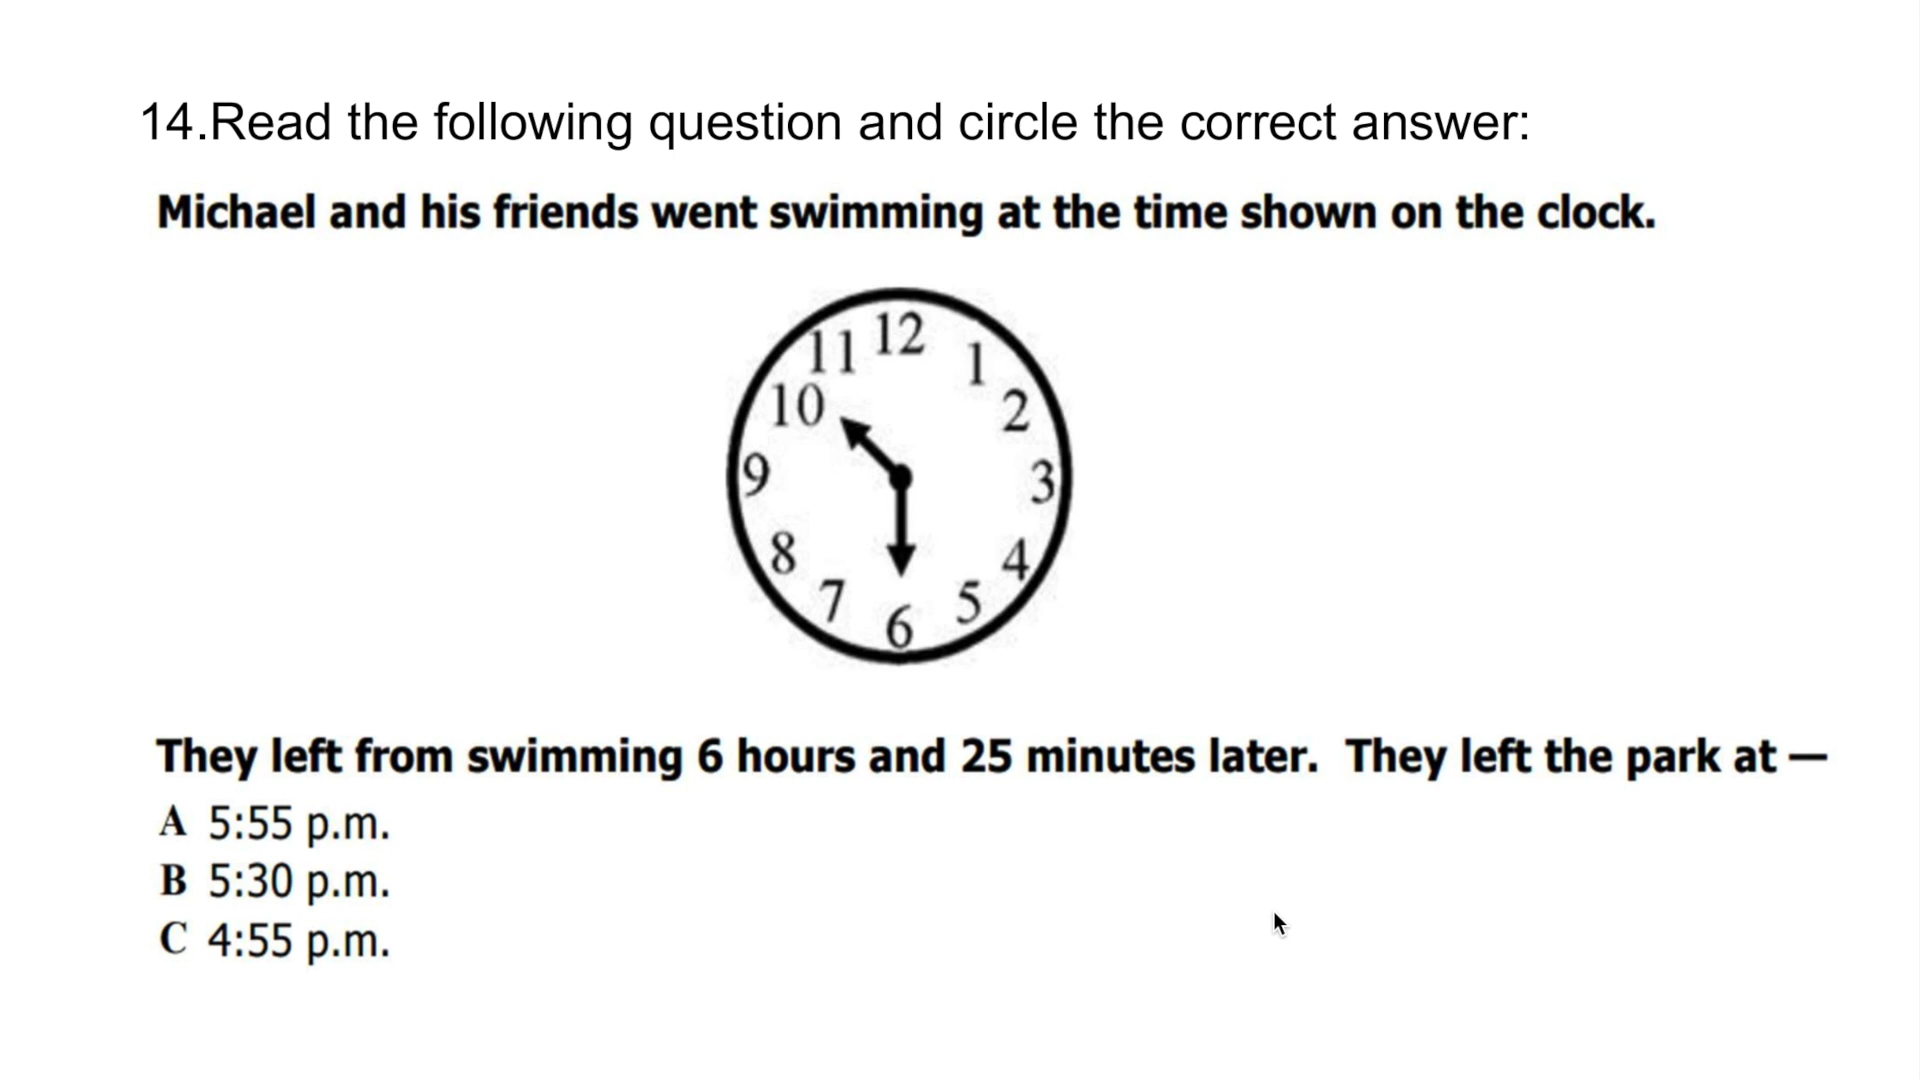 14.Read the following question and circle the correct answer:
Michael and his friends went swimming at the time shown on the clock.
12
11
1
10
2
9
3
8
4
7
5
6
They left from swimming 6 hours and 25 minutes later. They left the park at —
A 5:55 p.m.
B 5:30 p.m.
C 4:55 p.m.